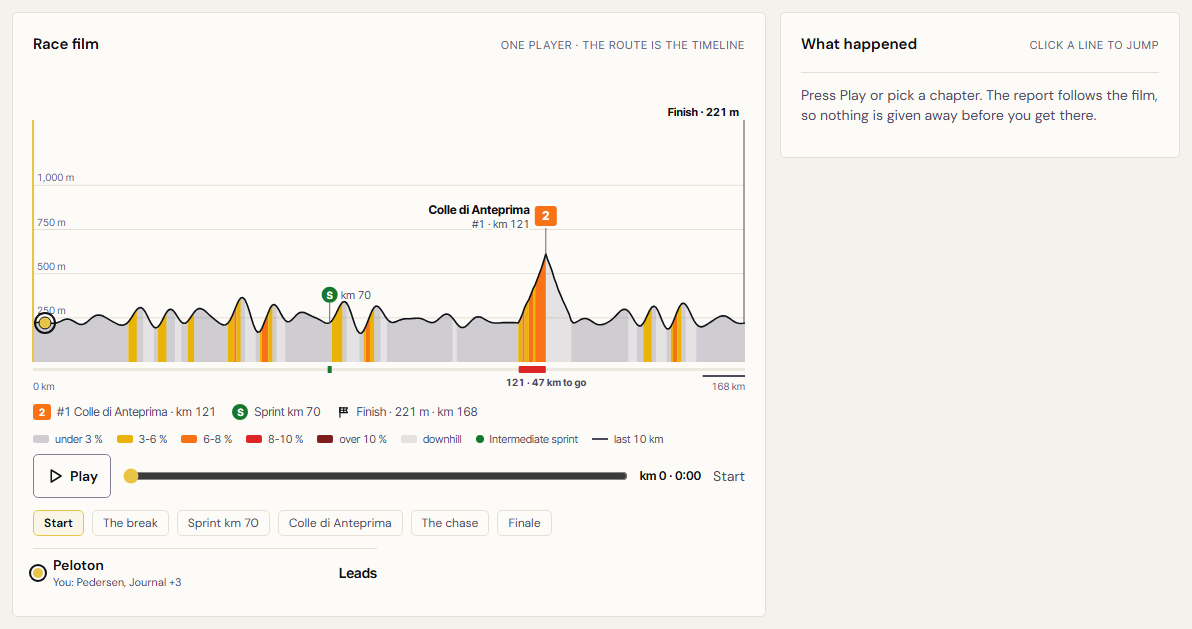 Race film
ONE PLAYER · THE ROUTE IS THE TIMELINE
Finish · 221 m
1,000 m
750 m
500 m
250 m
Colle di Anteprima
#1 · km 121
2
S km 70
121 · 47 km to go
0 km
168 km
2 #1 Colle di Anteprima · km 121
S Sprint km 70
Finish · 221 m · km 168
under 3 %
3-6 %
6-8 %
8-10 %
over 10 %
downhill
Intermediate sprint
last 10 km
Play
km 0 · 0:00
Start
Start
The break
Sprint km 70
Colle di Anteprima
The chase
Finale
Peloton
You: Pedersen, Journal +3
Leads
What happened
CLICK A LINE TO JUMP
Press Play or pick a chapter. The report follows the film,
so nothing is given away before you get there.